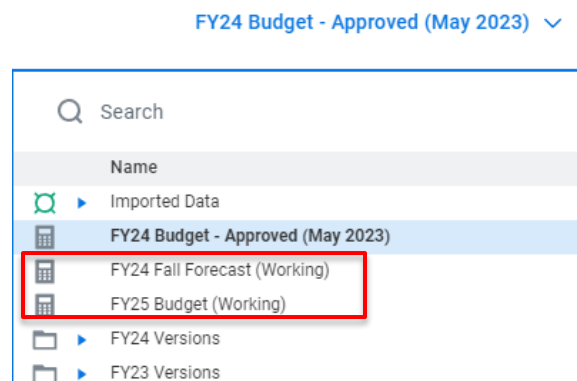 FY24 Budget - Approved (May 2023)
Search
Name
Imported Data
FY24 Budget - Approved (May 2023)
FY24 Fall Forecast (Working)
FY25 Budget (Working)
FY24 Versions
FY23 Versions